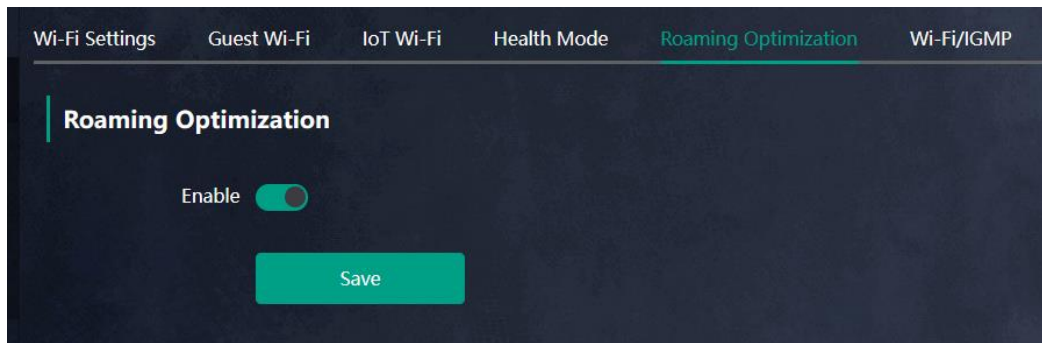 Wi-Fi Settings Guest Wi-Fi IoT Wi-Fi Health Mode Roaming Optimization Wi-Fi/IGMP
Roaming Optimization
Enable
Save